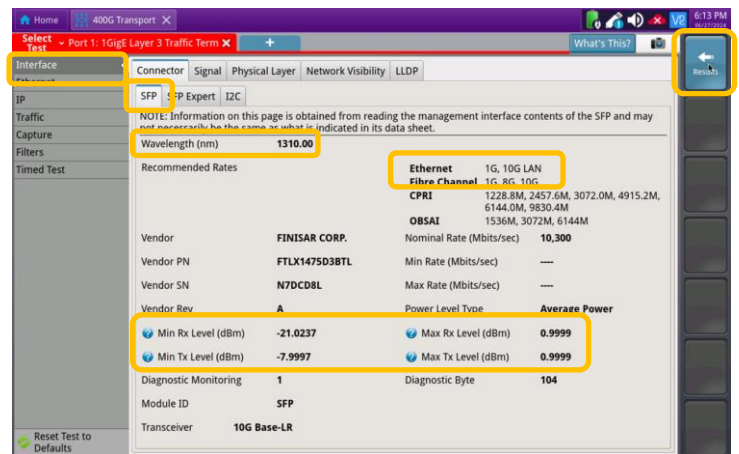 Home 400G Transport X 6:13 PM
06/27/2024
Select Test Port 1: 1GigE Layer 3 Traffic Term X + What's This?
Results
Interface
Ethernet
IP
Traffic
Capture
Filters
Timed Test
Connector Signal Physical Layer Network Visibility LLDP
SFP SFP Expert I2C
NOTE: Information on this page is obtained from reading the management interface contents of the SFP and may
not necessarily be the same as what is indicated in its data sheet.
Wavelength (nm) 1310.00
Recommended Rates Ethernet 1G, 10G LAN
Fibre Channel 1G, 8G, 10G
CPRI 1228.8M, 2457.6M, 3072.0M, 4915.2M,
6144.0M, 9830.4M
OBSAI 1536M, 3072M, 6144M
Vendor FINISAR CORP. Nominal Rate (Mbits/sec) 10,300
Vendor PN FTLX1475D3BTL Min Rate (Mbits/sec) ----
Vendor SN N7DCD8L Max Rate (Mbits/sec) ----
Vendor Rev A Power Level Type Average Power
Min Rx Level (dBm) -21.0237 Max Rx Level (dBm) 0.9999
Min Tx Level (dBm) -7.9997 Max Tx Level (dBm) 0.9999
Diagnostic Monitoring 1 Diagnostic Byte 104
Module ID SFP
Transceiver 10G Base-LR
Reset Test to
Defaults